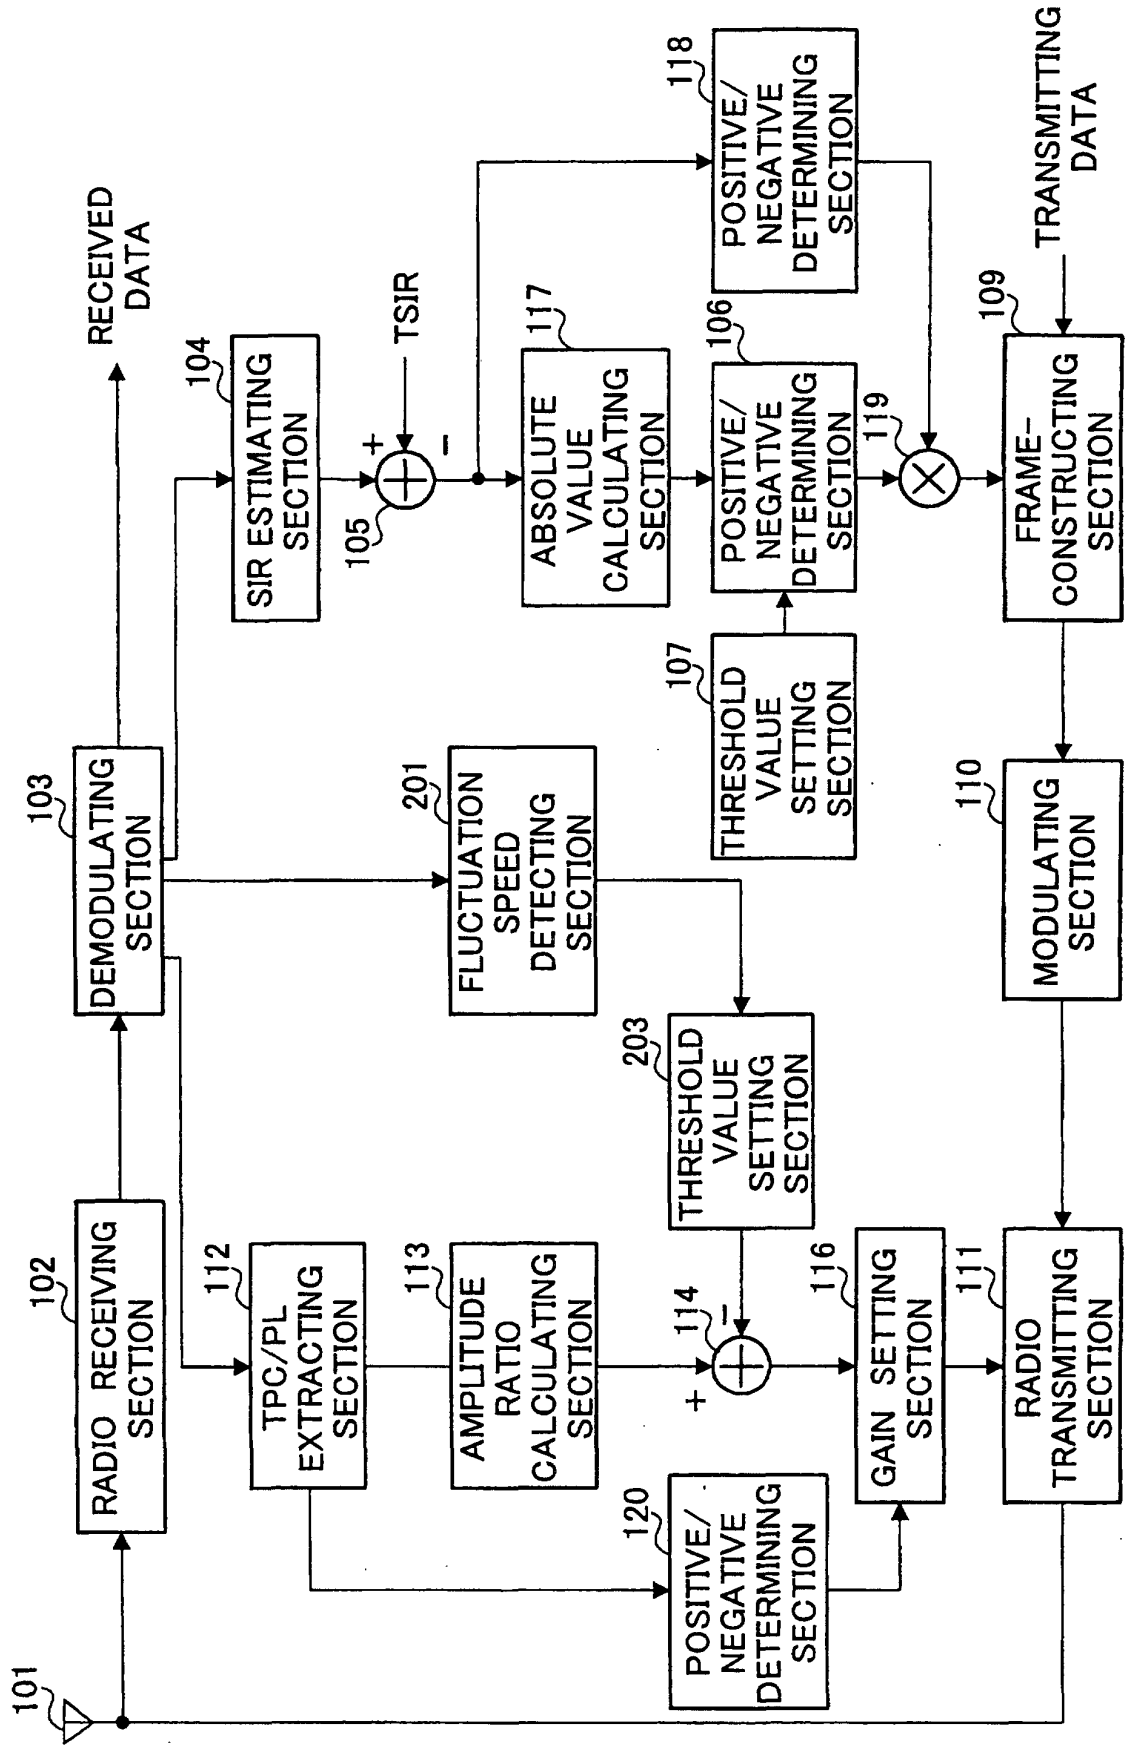 101
102
RADIO RECEIVING
SECTION
103
DEMODULATING
SECTION
RECEIVED
DATA
104
SIR ESTIMATING
SECTION
105
+
TSIR
−
112
TPC/PL
EXTRACTING
SECTION
113
AMPLITUDE
RATIO
CALCULATING
SECTION
201
FLUCTUATION
SPEED
DETECTING
SECTION
117
ABSOLUTE
VALUE
CALCULATING
SECTION
120
POSITIVE/
NEGATIVE
DETERMINING
SECTION
114
+
−
203
THRESHOLD
VALUE
SETTING
SECTION
107
THRESHOLD
VALUE
SETTING
SECTION
106
POSITIVE/
NEGATIVE
DETERMINING
SECTION
118
POSITIVE/
NEGATIVE
DETERMINING
SECTION
119
116
GAIN SETTING
SECTION
111
RADIO
TRANSMITTING
SECTION
110
MODULATING
SECTION
109
FRAME-
CONSTRUCTING
SECTION
TRANSMITTING
DATA